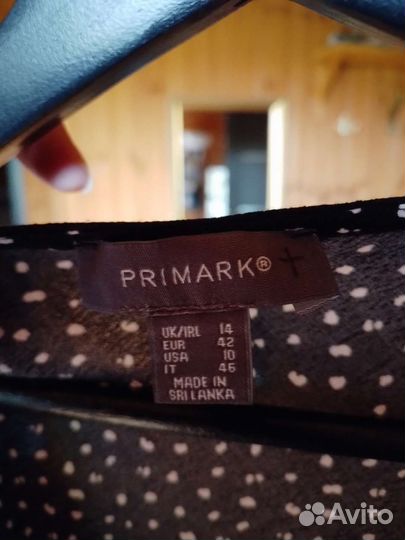 PRIMARK®
UK/IRL 14
EUR 42
USA 10
IT 46
MADE IN
SRI LANKA
Avito